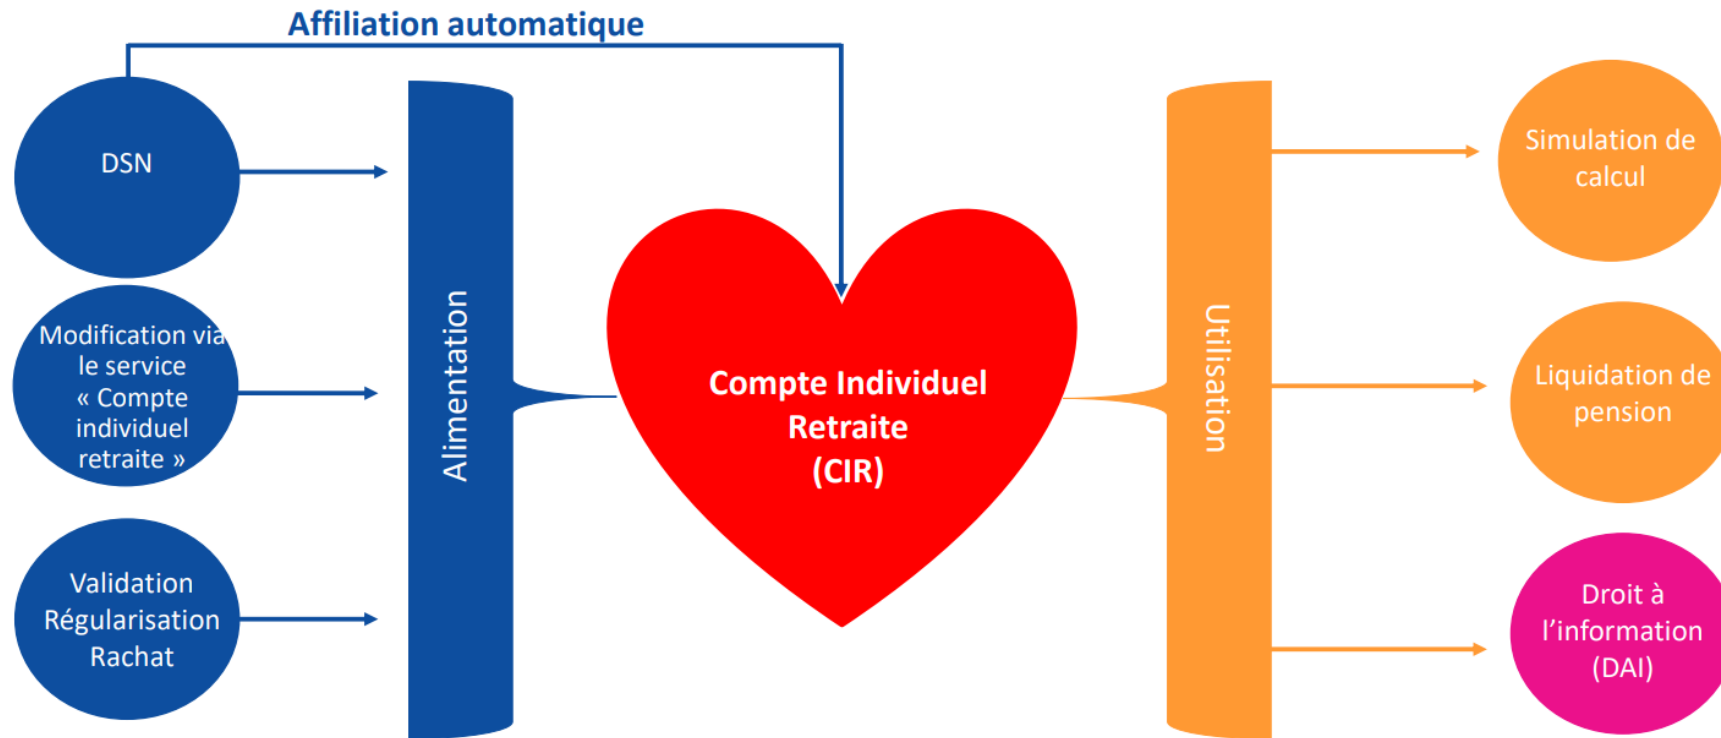 Affiliation automatique
DSN
Modification via
le service
« Compte
individuel
retraite »
Validation
Régularisation
Rachat
Alimentation
Compte Individuel
Retraite
(CIR)
Utilisation
Simulation de
calcul
Liquidation de
pension
Droit à
l’information
(DAI)